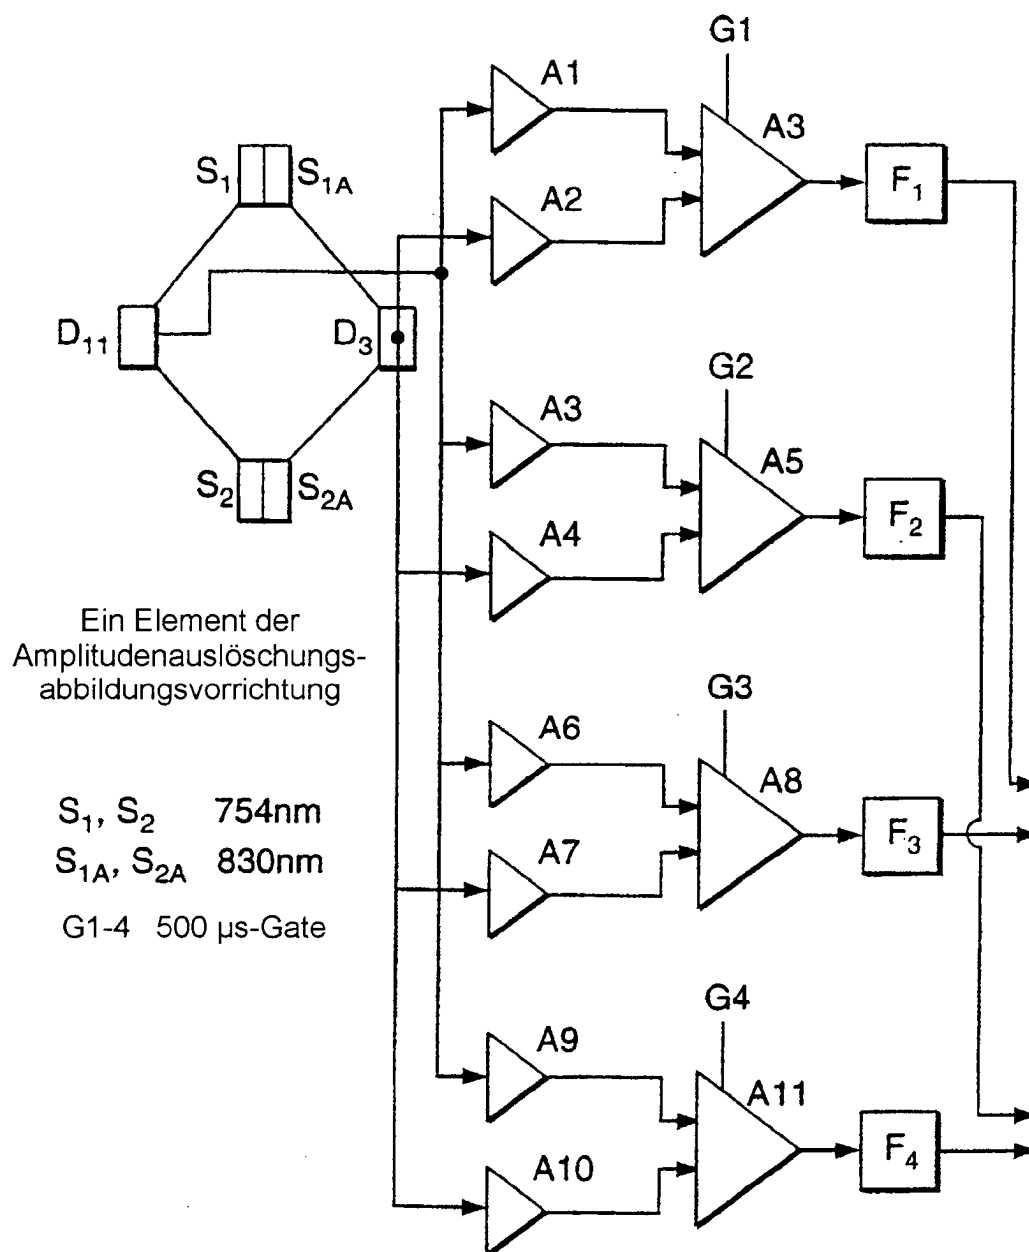 G1
A1
A3
S1 S1A
F1
A2
D11 D3
G2
A3
A5
S2 S2A
F2
A4
Ein Element der
Amplitudenauslöschungs-
abbildungsvorrichtung
G3
A6
A8
S1, S2 754nm
F3
S1A, S2A 830nm
A7
G1-4 500 µs-Gate
G4
A9
A11
F4
A10